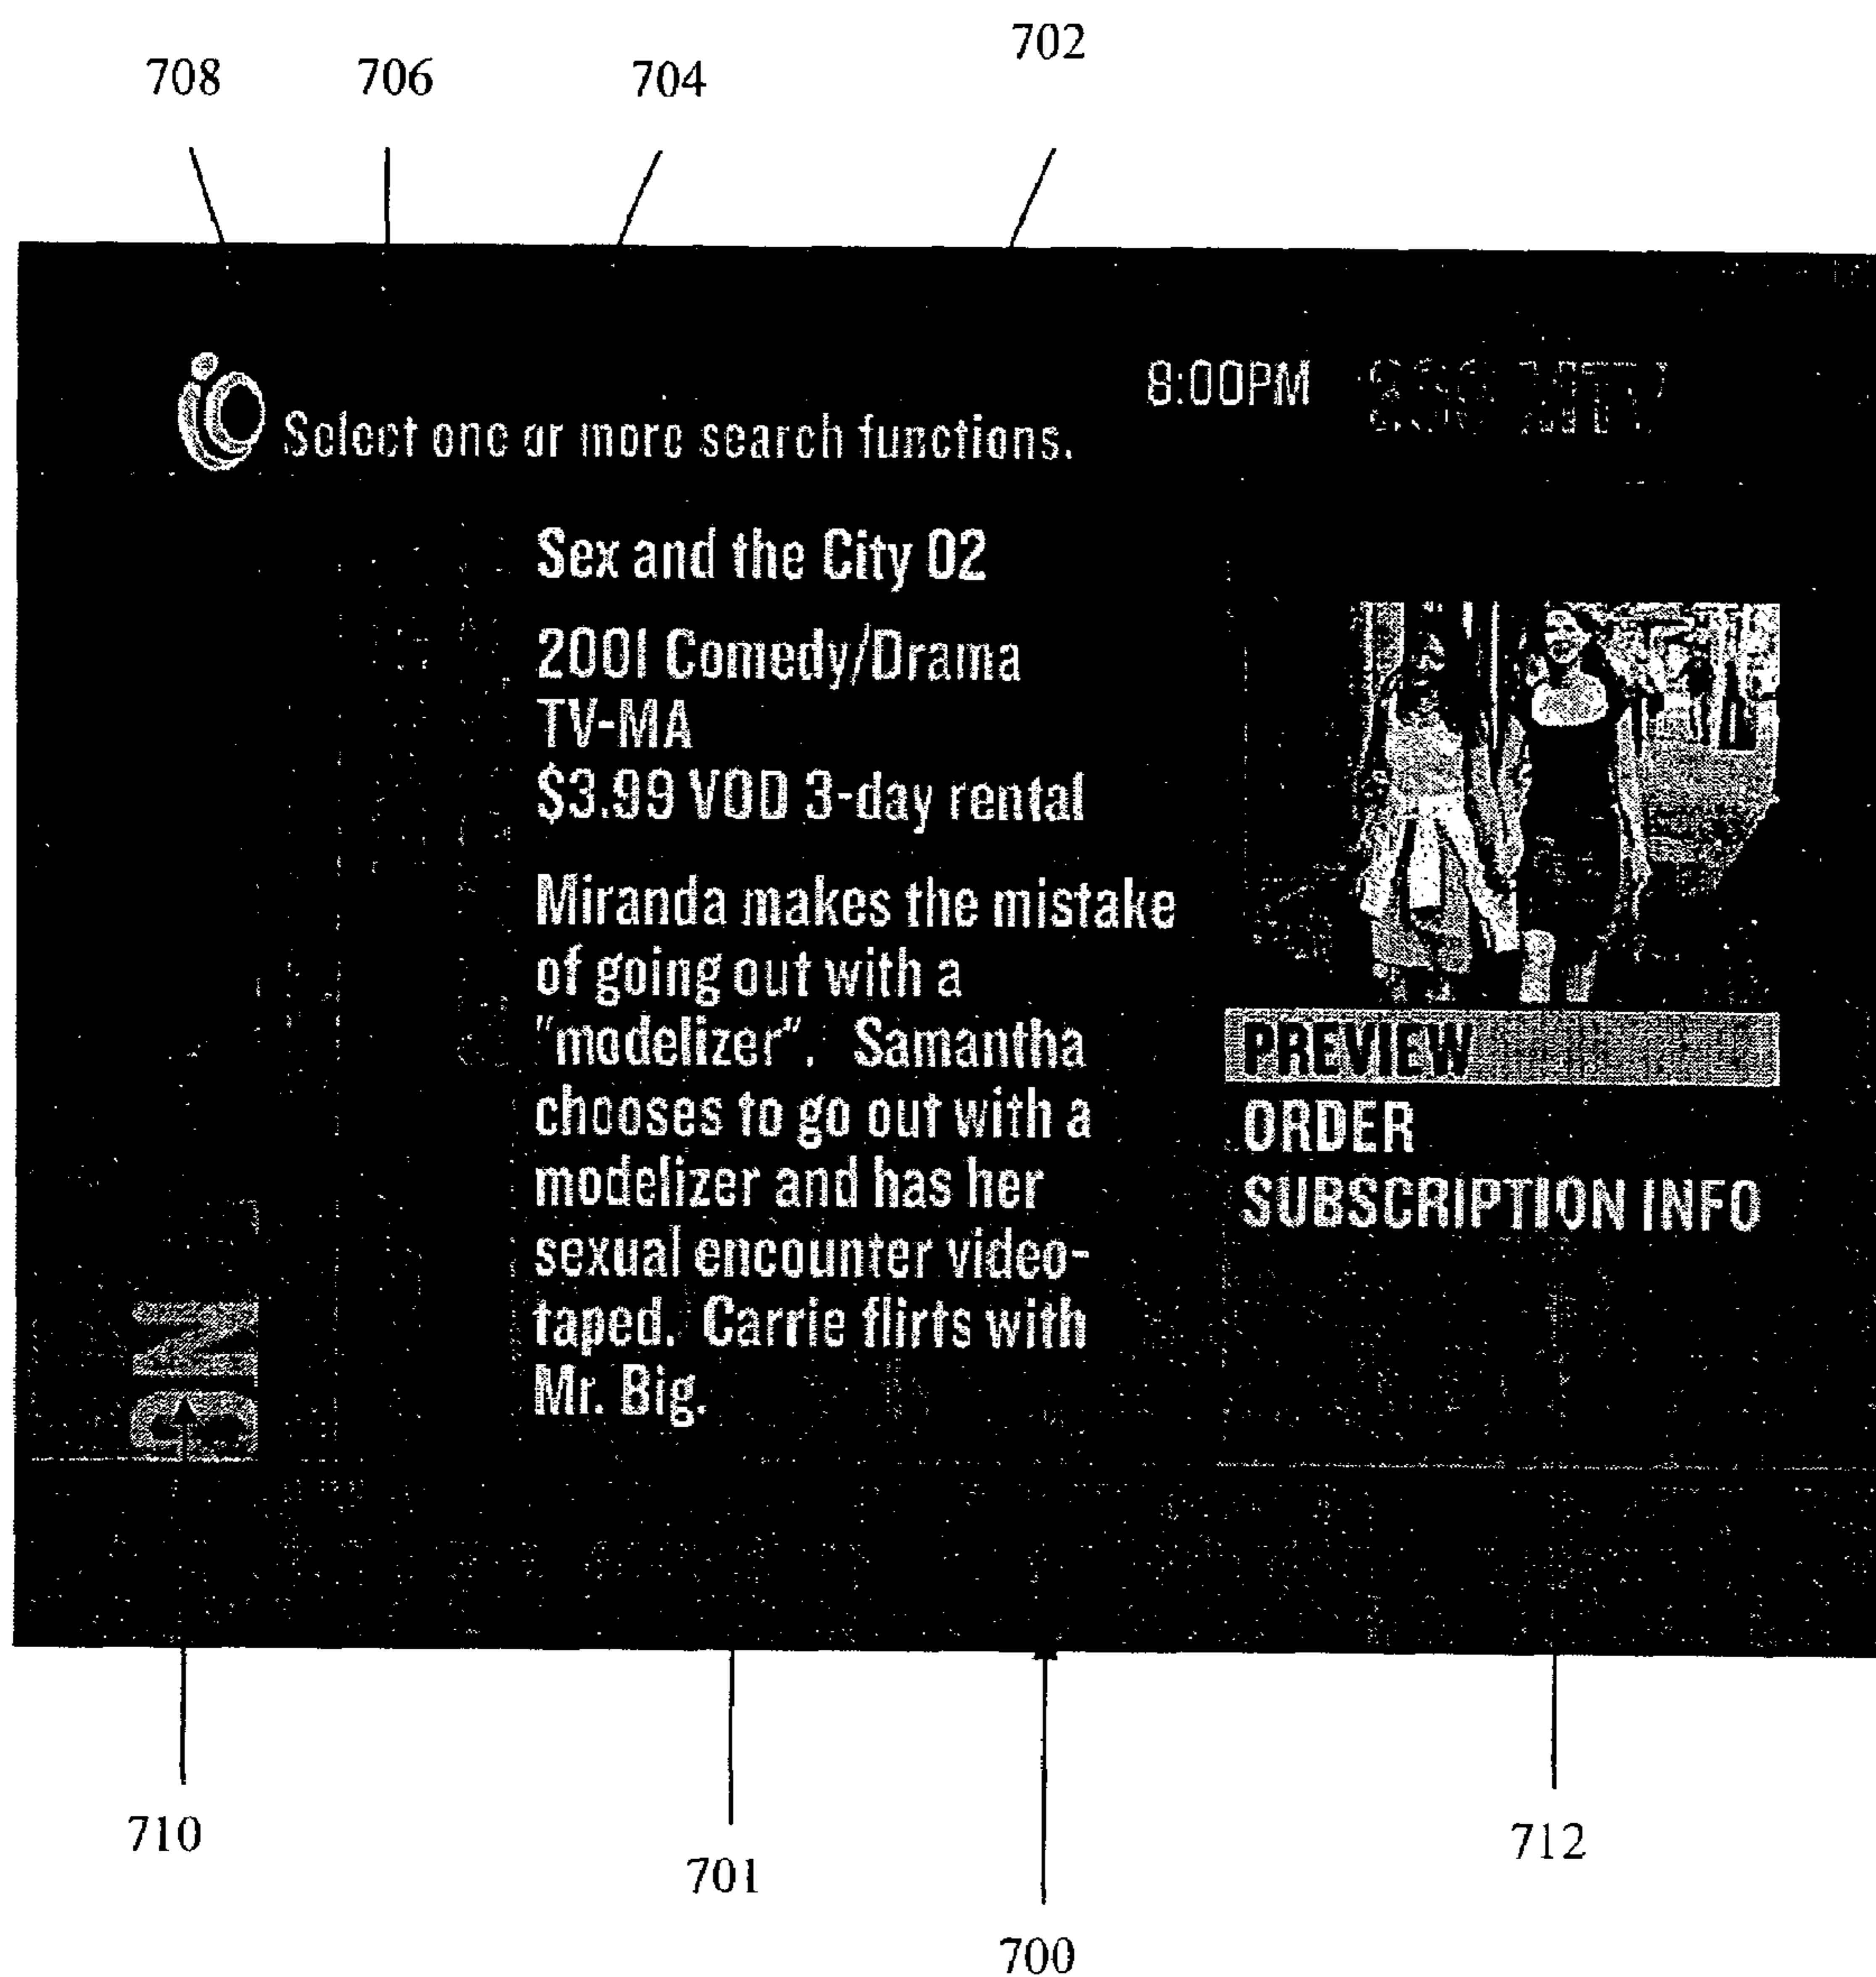 702
708 706 704
8:00PM
Select one or more search functions.
Sex and the City 02
2001 Comedy/Drama
TV-MA
$3.99 VOD 3-day rental
Miranda makes the mistake
of going out with a
"modelizer". Samantha
chooses to go out with a
modelizer and has her
sexual encounter video-
taped. Carrie flirts with
Mr. Big.
PREVIEW
ORDER
SUBSCRIPTION INFO
710
701
712
700